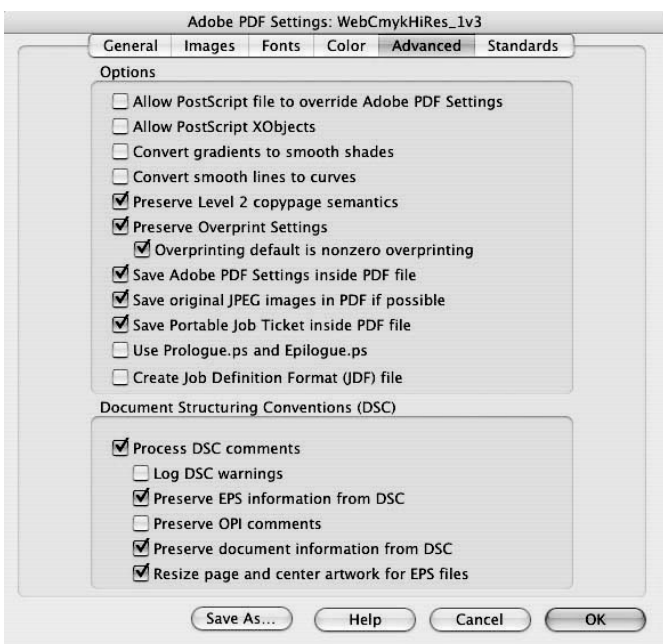 Adobe PDF Settings: WebCmykHiRes_1v3
General Images Fonts Color Advanced Standards
Options
Allow PostScript file to override Adobe PDF Settings
Allow PostScript XObjects
Convert gradients to smooth shades
Convert smooth lines to curves
Preserve Level 2 copypage semantics
Preserve Overprint Settings
Overprinting default is nonzero overprinting
Save Adobe PDF Settings inside PDF file
Save original JPEG images in PDF if possible
Save Portable Job Ticket inside PDF file
Use Prologue.ps and Epilogue.ps
Create Job Definition Format (JDF) file
Document Structuring Conventions (DSC)
Process DSC comments
Log DSC warnings
Preserve EPS information from DSC
Preserve OPI comments
Preserve document information from DSC
Resize page and center artwork for EPS files
Save As... Help Cancel OK